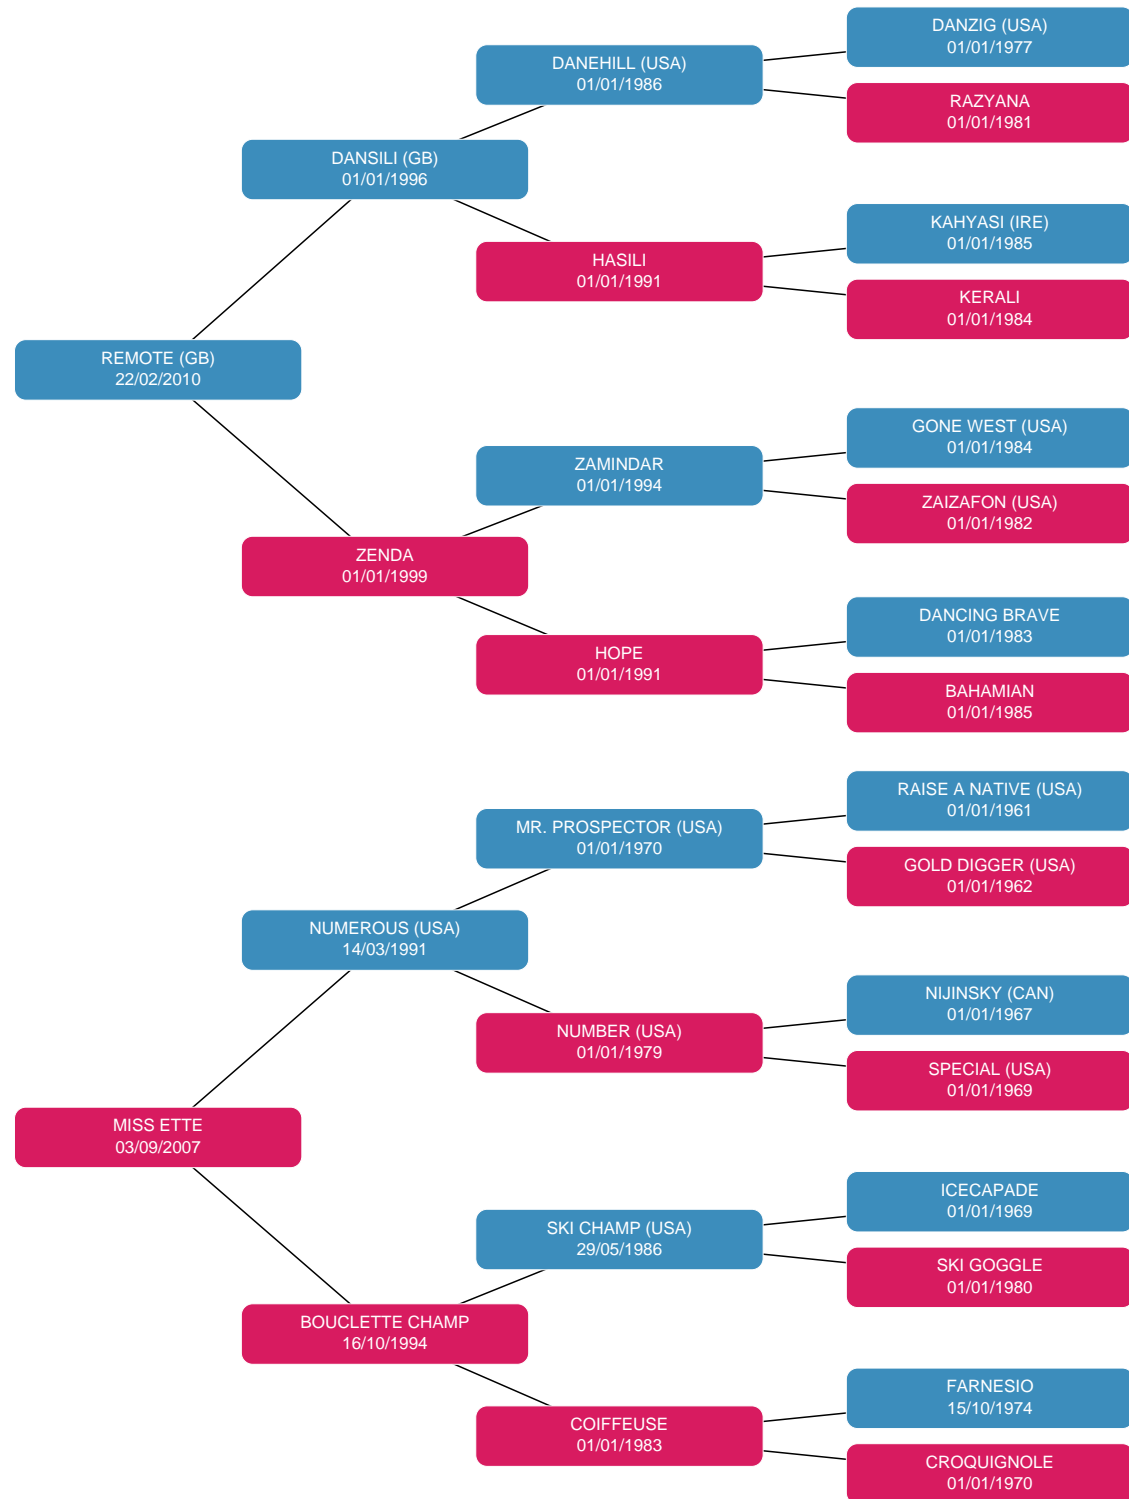 DANZIG (USA)
01/01/1977
DANEHILL (USA)
01/01/1986
RAZYANA
01/01/1981
DANSILI (GB)
01/01/1996
KAHYASI (IRE)
01/01/1985
HASILI
01/01/1991
KERALI
01/01/1984
REMOTE (GB)
22/02/2010
GONE WEST (USA)
01/01/1984
ZAMINDAR
01/01/1994
ZAIZAFON (USA)
01/01/1982
ZENDA
01/01/1999
DANCING BRAVE
01/01/1983
HOPE
01/01/1991
BAHAMIAN
01/01/1985
RAISE A NATIVE (USA)
01/01/1961
MR. PROSPECTOR (USA)
01/01/1970
GOLD DIGGER (USA)
01/01/1962
NUMEROUS (USA)
14/03/1991
NIJINSKY (CAN)
01/01/1967
NUMBER (USA)
01/01/1979
SPECIAL (USA)
01/01/1969
MISS ETTE
03/09/2007
ICECAPADE
01/01/1969
SKI CHAMP (USA)
29/05/1986
SKI GOGGLE
01/01/1980
BOUCLETTE CHAMP
16/10/1994
FARNESIO
15/10/1974
COIFFEUSE
01/01/1983
CROQUIGNOLE
01/01/1970